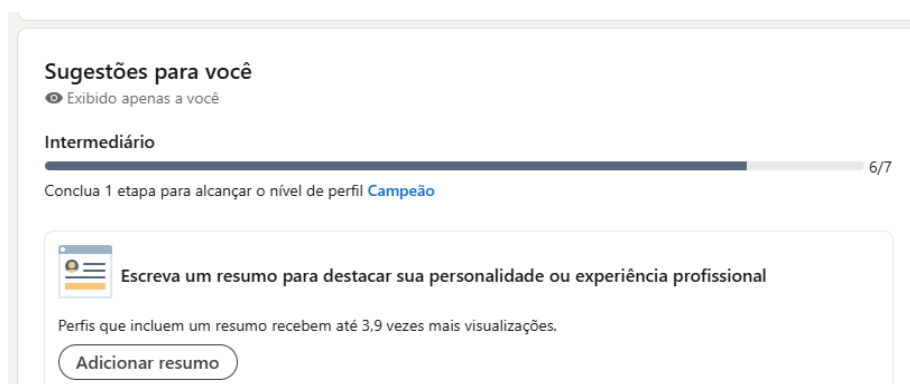 Sugestões para você
Exibido apenas a você
Intermediário
6/7
Conclua 1 etapa para alcançar o nível de perfil Campeão
Escreva um resumo para destacar sua personalidade ou experiência profissional
Perfis que incluem um resumo recebem até 3,9 vezes mais visualizações.
Adicionar resumo